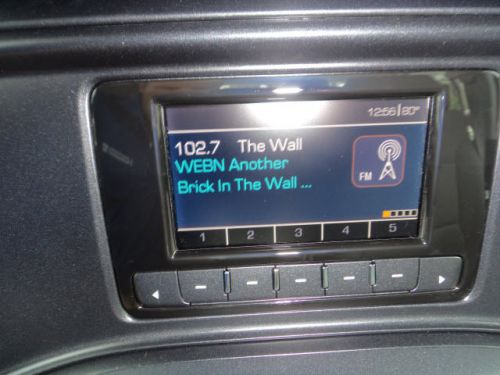 12:56 80°
102.7 The Wall
WEBN Another
Brick In The Wall ...
FM
1 2 3 4 5